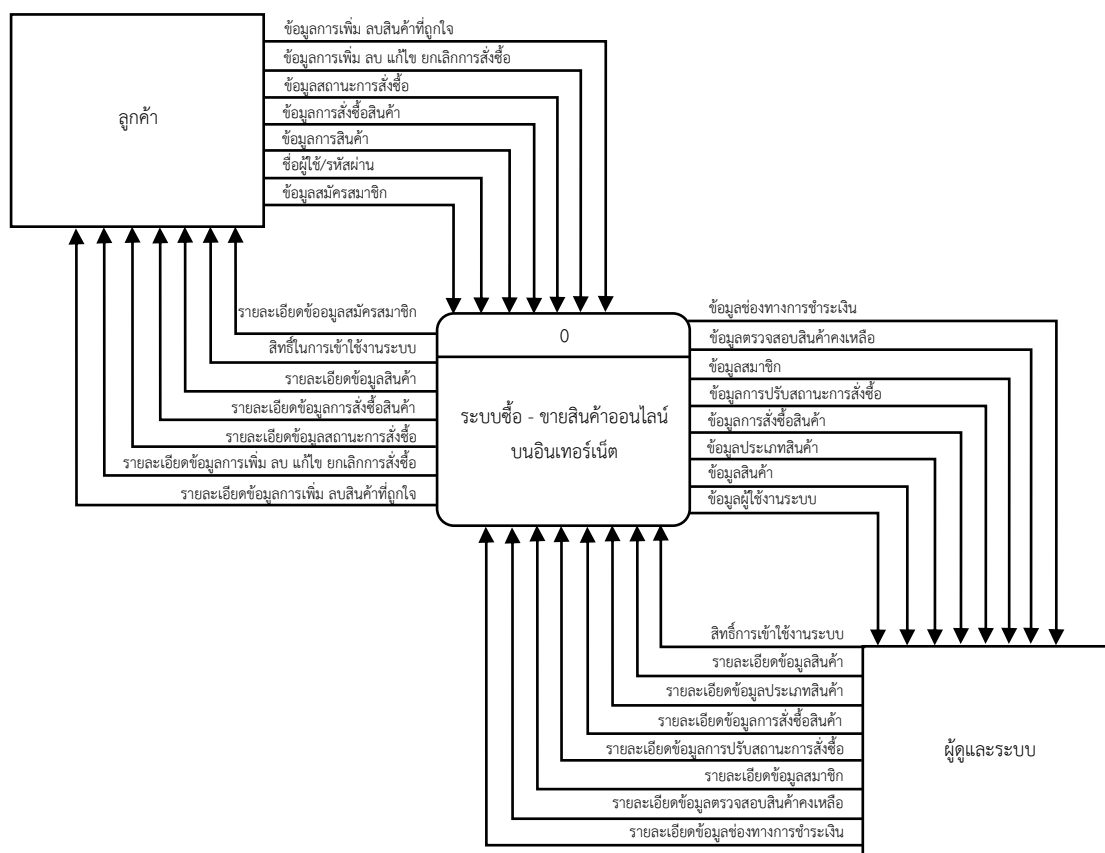 ข้อมูลการเพิ่ม ลบสินค้าที่ถูกใจ
ข้อมูลการเพิ่ม ลบ แก้ไข ยกเลิกการสั่งซื้อ
ข้อมูลสถานะการสั่งซื้อ
ข้อมูลการสั่งซื้อสินค้า
ข้อมูลการสินค้า
ชื่อผู้ใช้/รหัสผ่าน
ข้อมูลสมัครสมาชิก
ลูกค้า
รายละเอียดข้ออมูลสมัครสมาชิก
สิทธิ์ในการเข้าใช้งานระบบ
รายละเอียดข้อมูลสินค้า
รายละเอียดข้อมูลการสั่งซื้อสินค้า
รายละเอียดข้อมูลสถานะการสั่งซื้อ
รายละเอียดข้อมูลการเพิ่ม ลบ แก้ไข ยกเลิกการสั่งซื้อ
รายละเอียดข้อมูลการเพิ่ม ลบสินค้าที่ถูกใจ
0
ระบบซื้อ - ขายสินค้าออนไลน์
บนอินเทอร์เน็ต
ข้อมูลช่องทางการชำระเงิน
ข้อมูลตรวจสอบสินค้าคงเหลือ
ข้อมูลสมาชิก
ข้อมูลการปรับสถานะการสั่งซื้อ
ข้อมูลการสั่งซื้อสินค้า
ข้อมูลประเภทสินค้า
ข้อมูลสินค้า
ข้อมูลผู้ใช้งานระบบ
สิทธิ์การเข้าใช้งานระบบ
รายละเอียดข้อมูลสินค้า
รายละเอียดข้อมูลประเภทสินค้า
รายละเอียดข้อมูลการสั่งซื้อสินค้า
รายละเอียดข้อมูลการปรับสถานะการสั่งซื้อ
รายละเอียดข้อมูลสมาชิก
รายละเอียดข้อมูลตรวจสอบสินค้าคงเหลือ
รายละเอียดข้อมูลช่องทางการชำระเงิน
ผู้ดูและระบบ